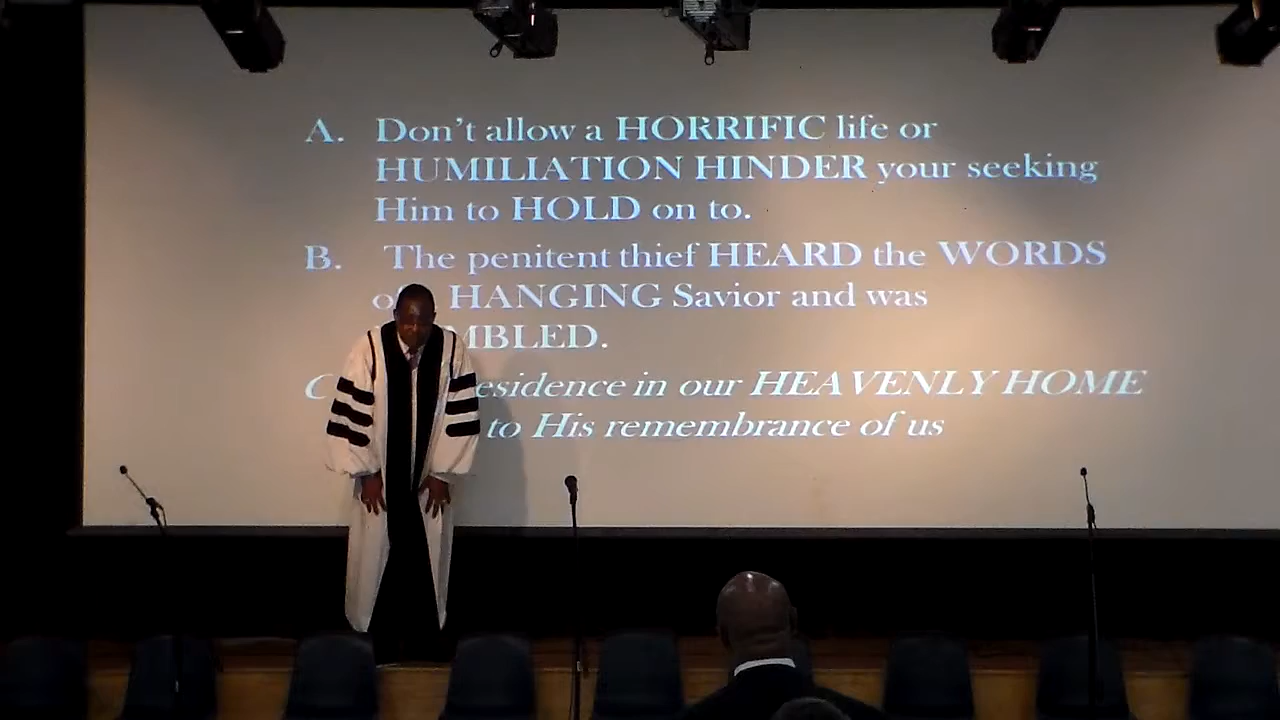 A. Don't allow a HORRIFIC life or
HUMILIATION HINDER your seeking
Him to HOLD on to.
B. The penitent thief HEARD the WORDS
HANGING Savior and was
MBLED.
C esidence in our HEAVENLY HOME
to His remembrance of us